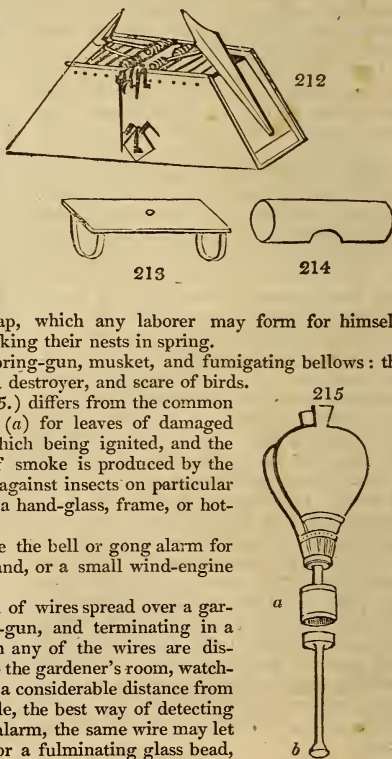 212
213
214
ap, which any laborer may form for himsel
king their nests in spring.
oring-gun, musket, and fumigating bellows: th
destroyer, and scare of birds.
5.) differs from the common
(a) for leaves of damaged
hich being ignited, and the
f smoke is produced by the
against insects on particular
a hand-glass, frame, or hot-
e the bell or gong alarm for
and, or a small wind-engine
of wires spread over a gar-
-gun, and terminating in a
n any of the wires are dis-
the gardener's room, watch-
a considerable distance from
le, the best way of detecting
alarm, the same wire may let
or a fulminating glass bead,
215
a
b